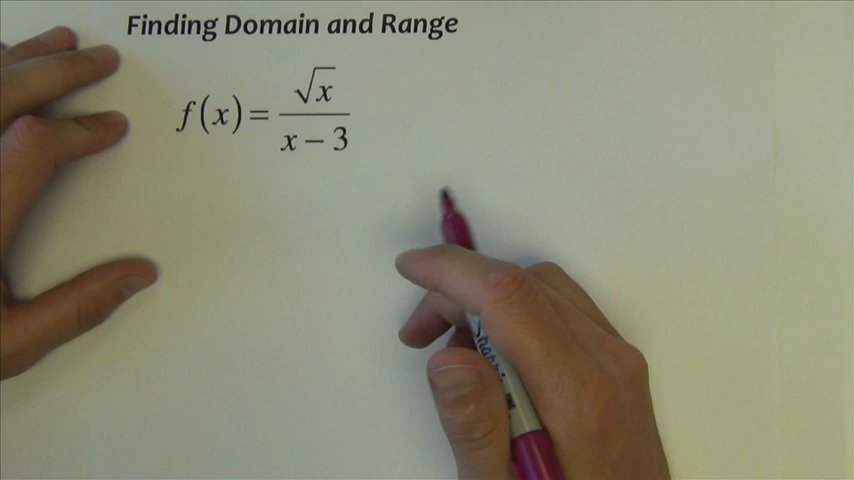 Finding Domain and Range
f(x) = √x / (x − 3)